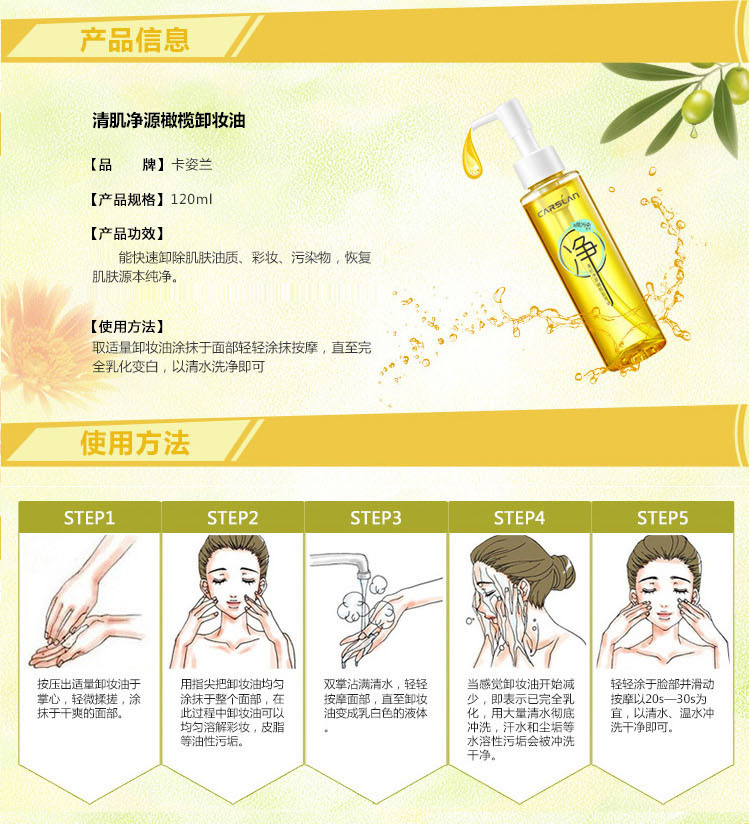 产品信息
清肌净源橄榄卸妆油
【品 牌】卡姿兰
【产品规格】120ml
【产品功效】
能快速卸除肌肤油质、彩妆、污染物，恢复
肌肤源本纯净。
【使用方法】
取适量卸妆油涂抹于面部轻轻涂抹按摩，直至完
全乳化变白，以清水洗净即可
CARSLAN
净
使用方法
STEP1
按压出适量卸妆油于
掌心，轻微揉搓，涂
抹于干爽的面部。
STEP2
用指尖把卸妆油均匀
涂抹于整个面部，在
此过程中卸妆油可以
均匀溶解彩妆，皮脂
等油性污垢。
STEP3
双掌沾满清水，轻轻
按摩面部，直至卸妆
油变成乳白色的液体
。
STEP4
当感觉卸妆油开始减
少，即表示已完全乳
化，用大量清水彻底
冲洗，汗水和尘垢等
水溶性污垢会被冲洗
干净。
STEP5
轻轻涂于脸部并滑动
按摩以20s—30s为
宜，以清水、温水冲
洗干净即可。